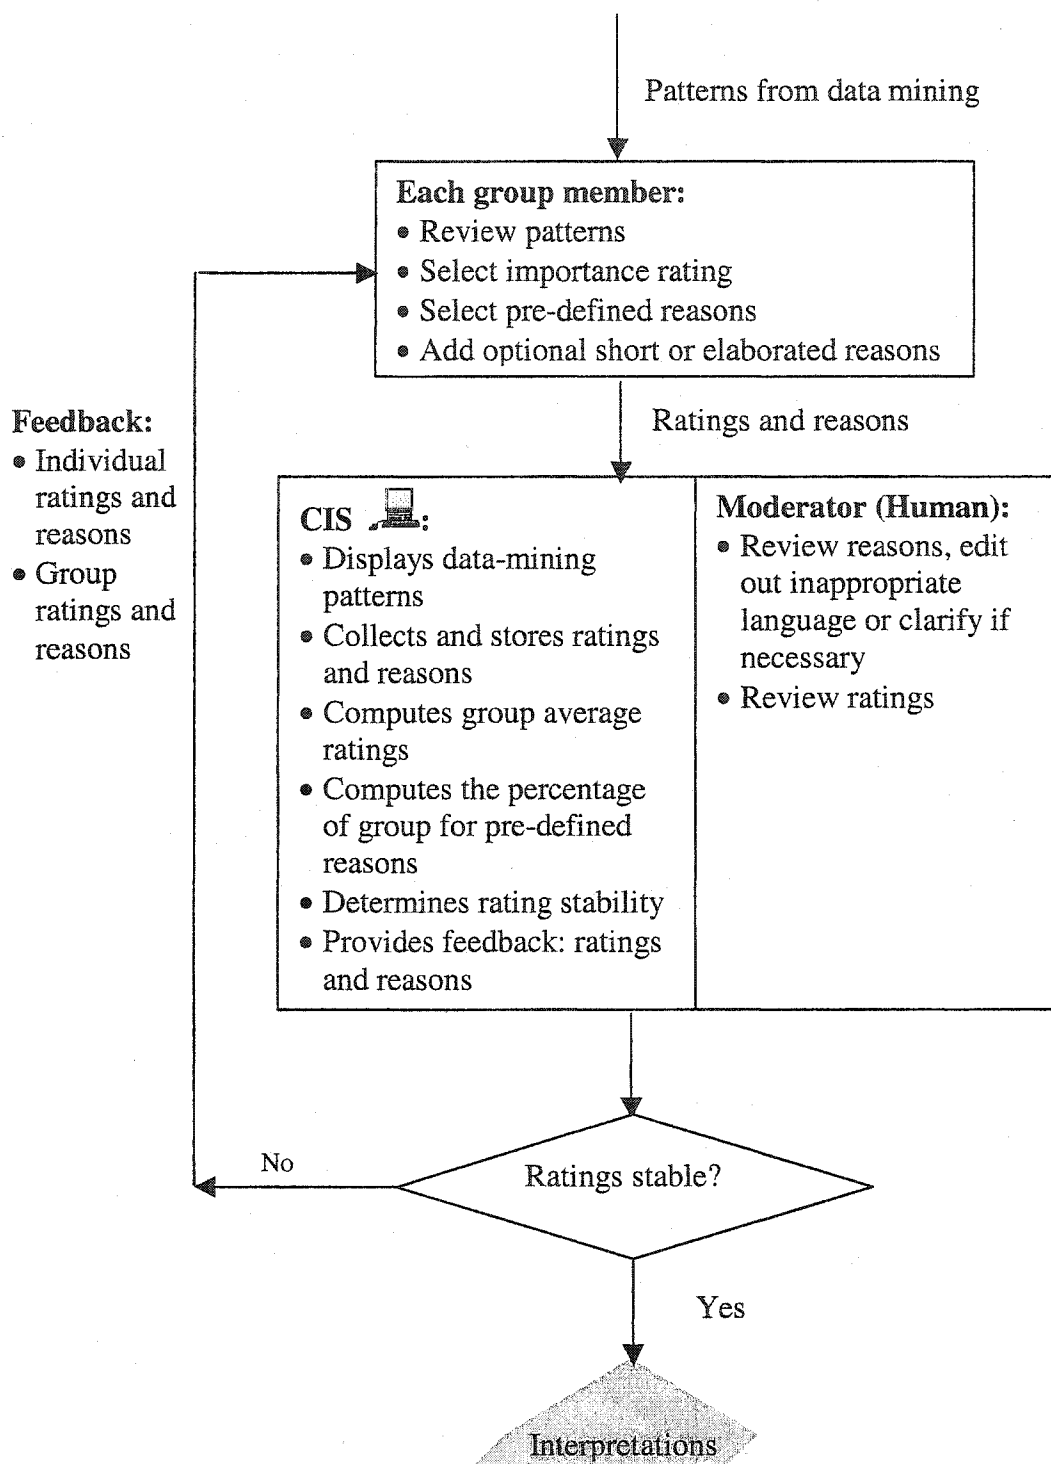 Patterns from data mining
Each group member:
• Review patterns
• Select importance rating
• Select pre-defined reasons
• Add optional short or elaborated reasons
Ratings and reasons
Feedback:
• Individual
ratings and
reasons
• Group
ratings and
reasons
CIS :
• Displays data-mining
patterns
• Collects and stores ratings
and reasons
• Computes group average
ratings
• Computes the percentage
of group for pre-defined
reasons
• Determines rating stability
• Provides feedback: ratings
and reasons
Moderator (Human):
• Review reasons, edit
out inappropriate
language or clarify if
necessary
• Review ratings
Ratings stable?
No
Yes
Interpretations